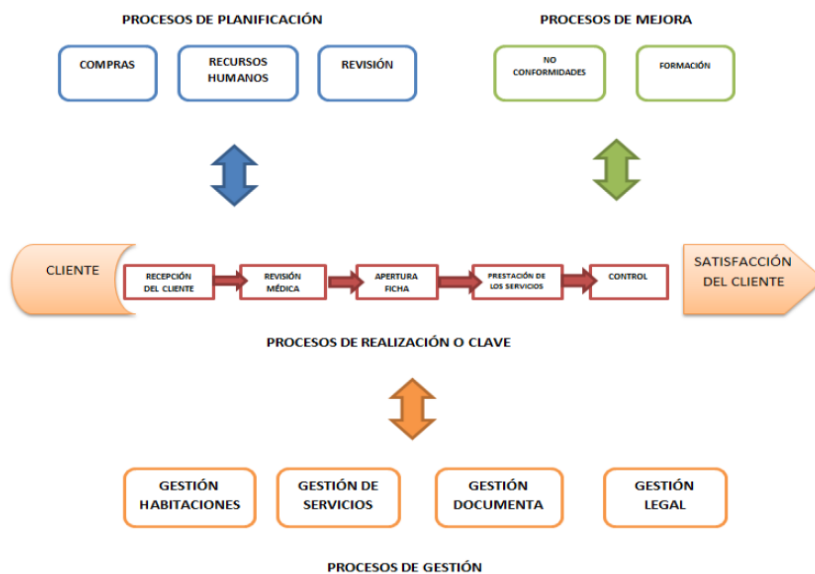 PROCESOS DE PLANIFICACIÓN
PROCESOS DE MEJORA
COMPRAS
RECURSOS
HUMANOS
REVISIÓN
NO
CONFORMIDADES
FORMACIÓN
CLIENTE
RECEPCIÓN
DEL CLIENTE
REVISIÓN
MÉDICA
APERTURA
FICHA
PRESTACIÓN DE
LOS SERVICIOS
CONTROL
SATISFACCIÓN
DEL CLIENTE
PROCESOS DE REALIZACIÓN O CLAVE
GESTIÓN
HABITACIONES
GESTIÓN DE
SERVICIOS
GESTIÓN
DOCUMENTA
GESTIÓN
LEGAL
PROCESOS DE GESTIÓN